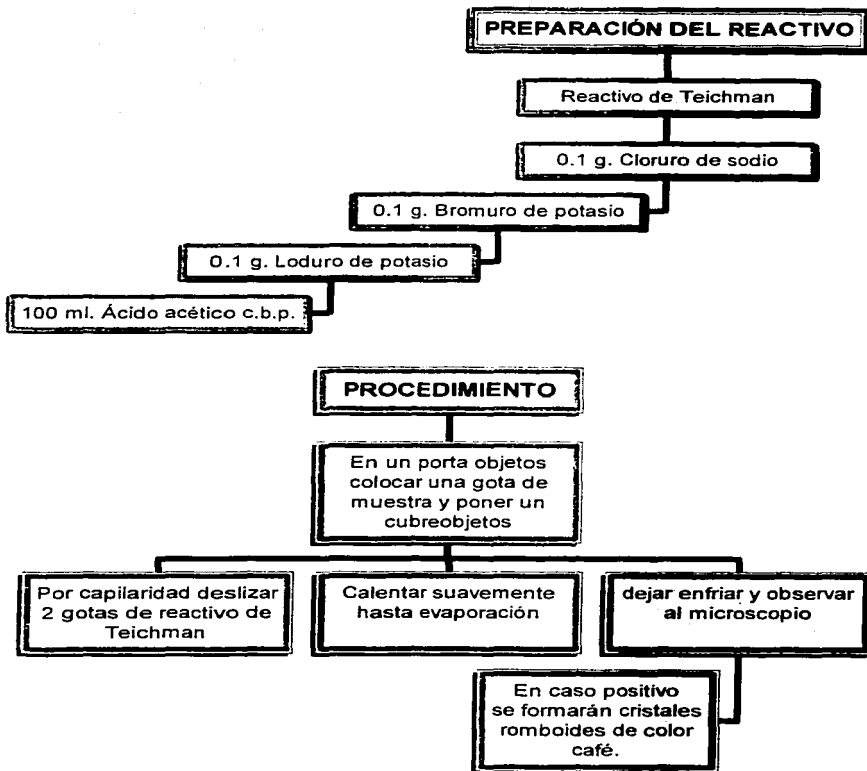 PREPARACIÓN DEL REACTIVO
Reactivo de Teichman
0.1 g. Cloruro de sodio
0.1 g. Bromuro de potasio
0.1 g. Loduro de potasio
100 ml. Ácido acético c.b.p.
PROCEDIMIENTO
En un porta objetos
colocar una gota de
muestra y poner un
cubreobjetos
Por capilaridad deslizar
2 gotas de reactivo de
Teichman
Calentar suavemente
hasta evaporación
dejar enfriar y observar
al microscopio
En caso positivo
se formarán cristales
romboides de color
café.